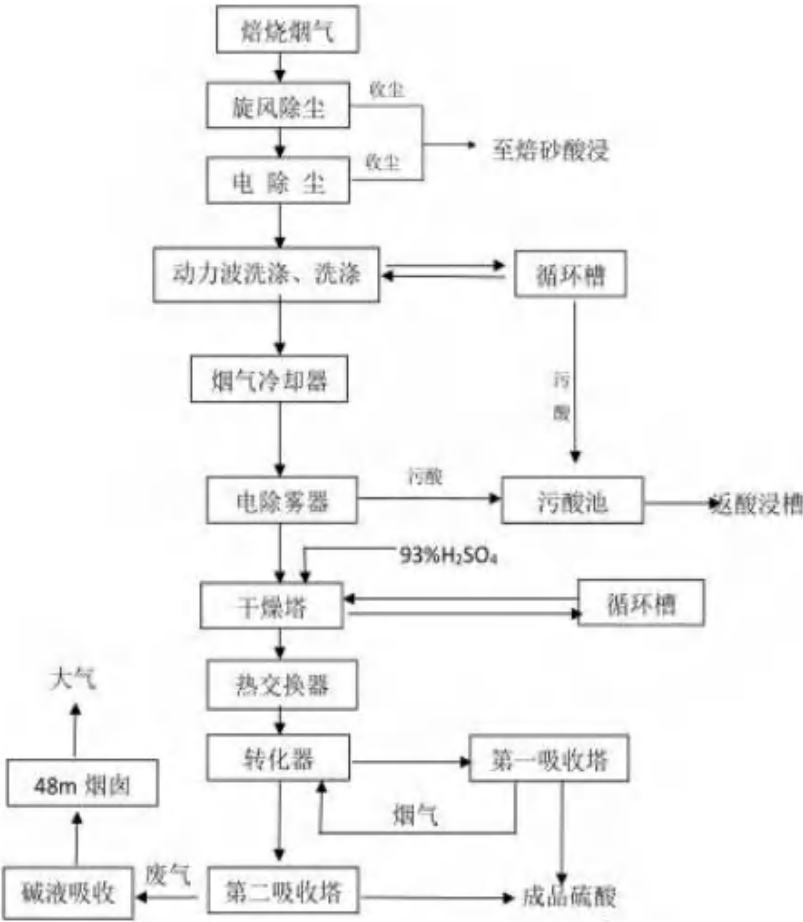 焙烧烟气
收尘
旋风除尘
至焙砂酸浸
收尘
电 除 尘
动力波洗涤、洗涤
循环槽
烟气冷却器
污
酸
污酸
电除雾器
污酸池
返酸浸槽
93%H₂SO₄
干燥塔
循环槽
大气
热交换器
转化器
第一吸收塔
48m 烟囱
烟气
废气
碱液吸收
第二吸收塔
成品硫酸